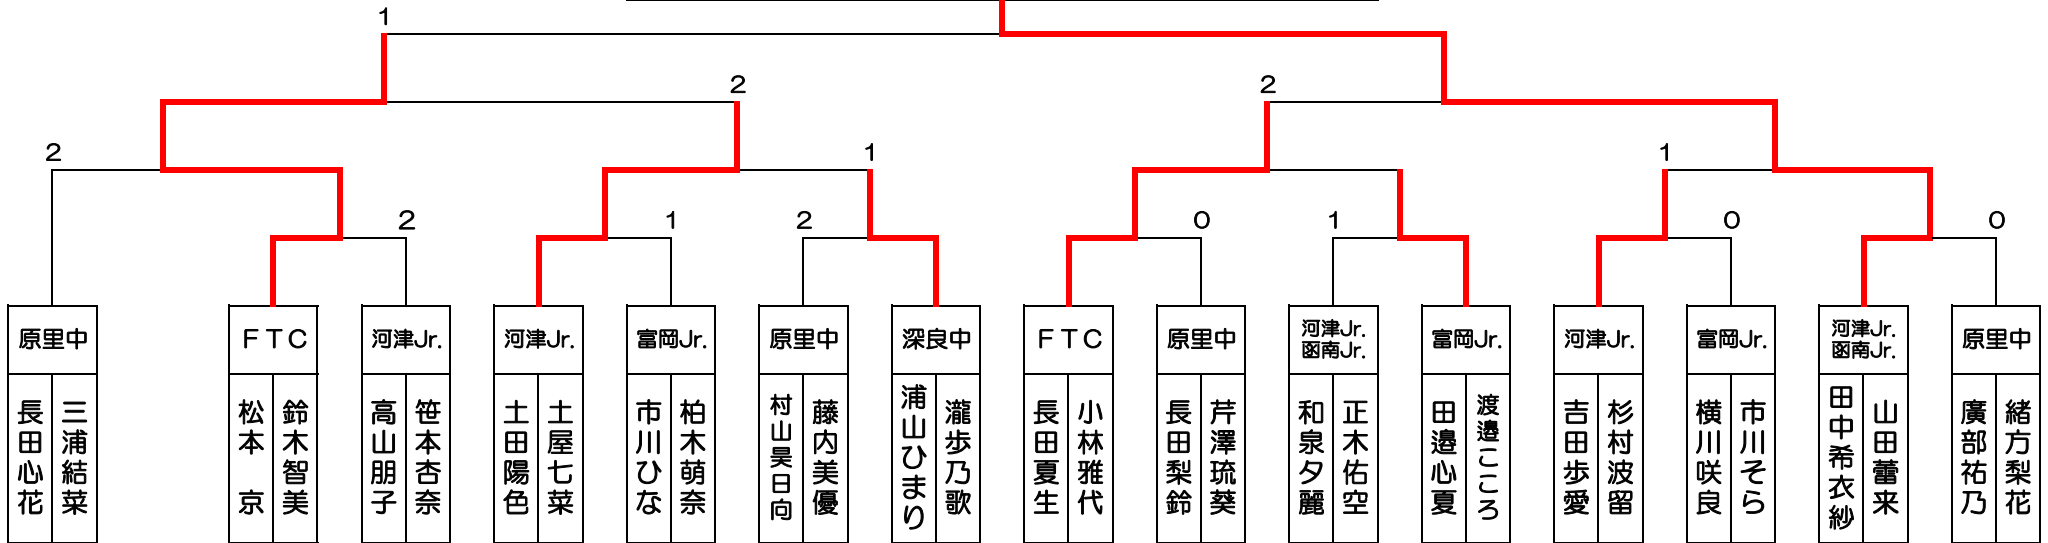 1
2
2
2
1
1
2
1
2
0
1
0
0
原里中
長田心花
三浦結菜
ＦＴＣ
松本　京
鈴木智美
河津Jr.
高山朋子
笹本杏奈
河津Jr.
土田陽色
土屋七菜
富岡Jr.
市川ひな
柏木萌奈
原里中
村山昊日向
藤内美優
深良中
浦山ひまり
瀧歩乃歌
ＦＴＣ
長田夏生
小林雅代
原里中
長田梨鈴
芹澤琉葵
河津Jr.
函南Jr.
和泉夕麗
正木佑空
富岡Jr.
田邉心夏
渡邉こころ
河津Jr.
吉田歩愛
杉村波留
富岡Jr.
横川咲良
市川そら
河津Jr.
函南Jr.
田中希衣紗
山田蕾来
原里中
廣部祐乃
緒方梨花